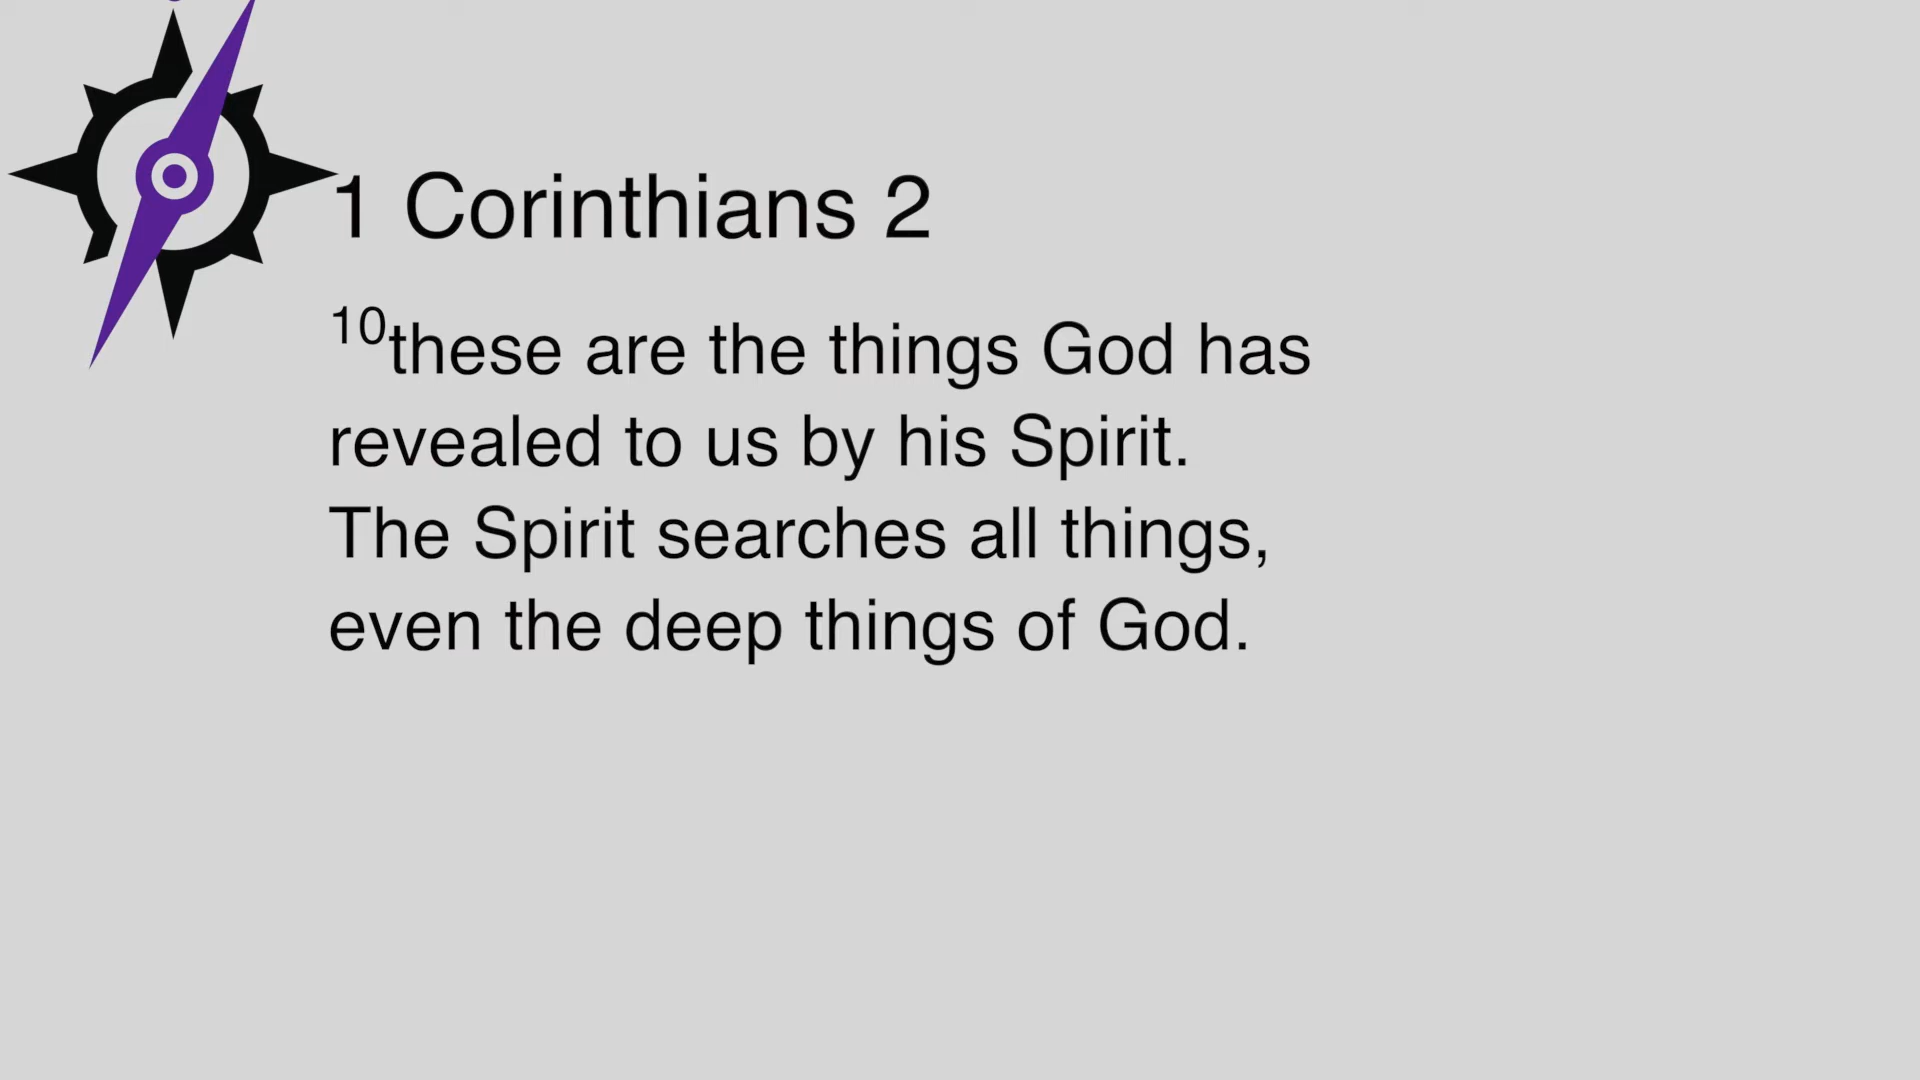 1 Corinthians 2
10these are the things God has
revealed to us by his Spirit.
The Spirit searches all things,
even the deep things of God.